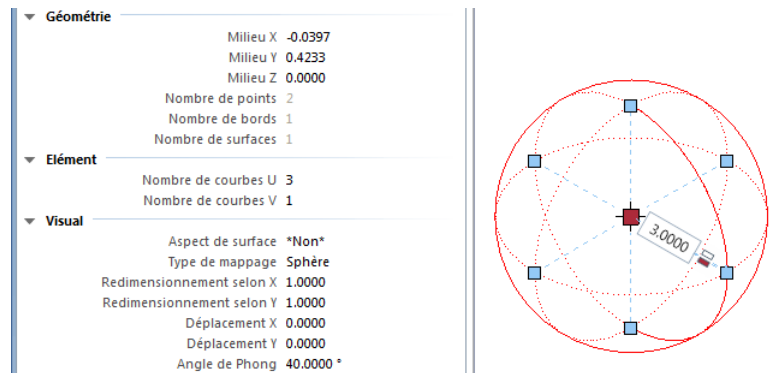 Géométrie
Milieu X -0.0397
Milieu Y 0.4233
Milieu Z 0.0000
Nombre de points 2
Nombre de bords 1
Nombre de surfaces 1
Elément
Nombre de courbes U 3
Nombre de courbes V 1
Visual
Aspect de surface *Non*
Type de mappage Sphère
Redimensionnement selon X 1.0000
Redimensionnement selon Y 1.0000
Déplacement X 0.0000
Déplacement Y 0.0000
Angle de Phong 40.0000 °
3.0000